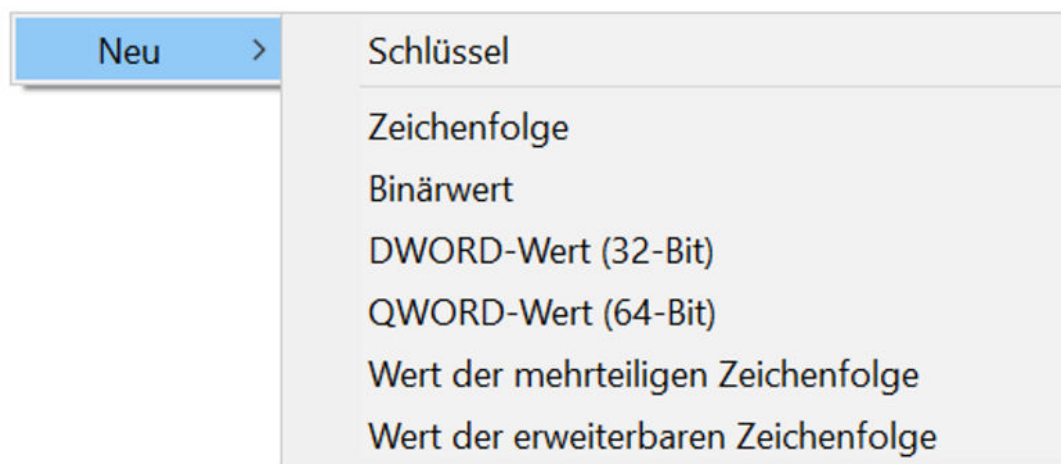 Neu
Schlüssel
Zeichenfolge
Binärwert
DWORD-Wert (32-Bit)
QWORD-Wert (64-Bit)
Wert der mehrteiligen Zeichenfolge
Wert der erweiterbaren Zeichenfolge